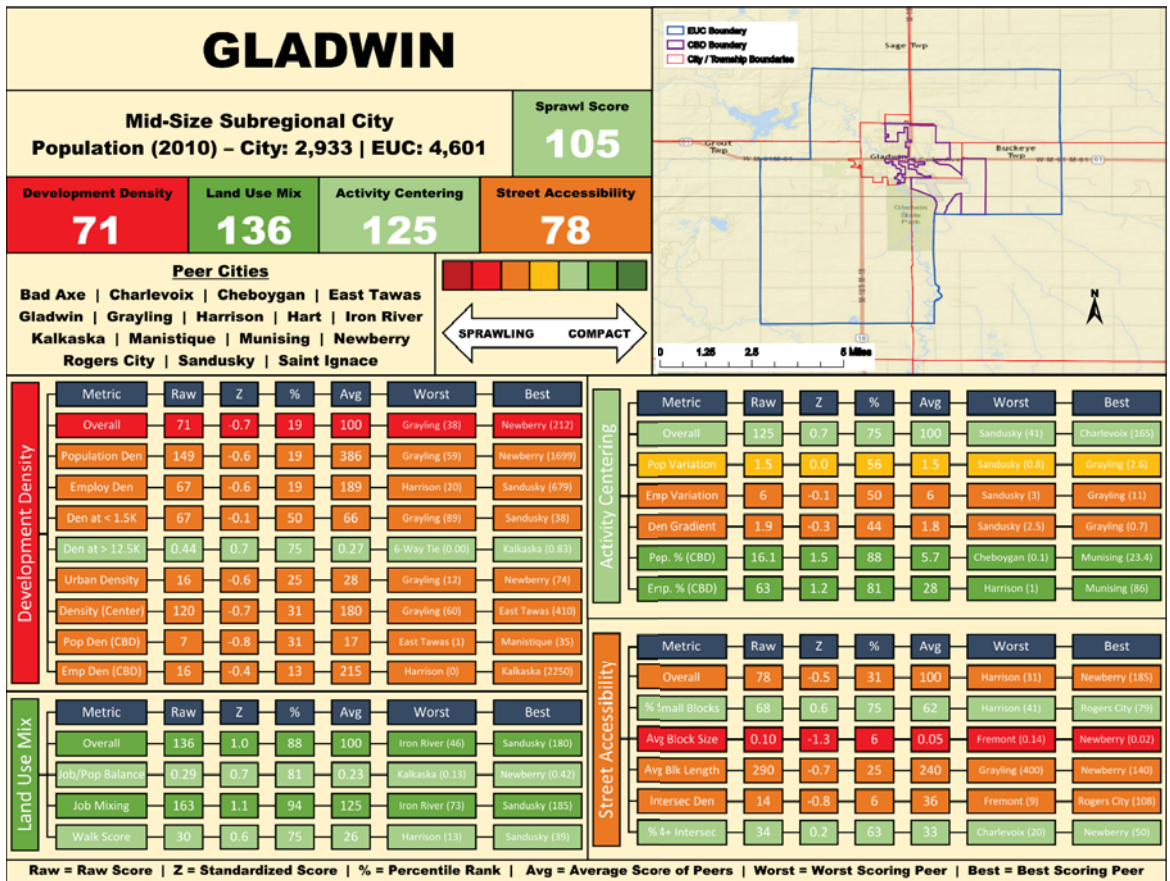 GLADWIN
Mid-Size Subregional City
Population (2010) – City: 2,933 | EUC: 4,601
Sprawl Score
105
Development Density
71
Land Use Mix
136
Activity Centering
125
Street Accessibility
78
Peer Cities
Bad Axe | Charlevoix | Cheboygan | East Tawas
Gladwin | Grayling | Harrison | Hart | Iron River
Kalkaska | Manistique | Munising | Newberry
Rogers City | Sandusky | Saint Ignace
SPRAWLING COMPACT
EUC Boundary
CBD Boundary
City / Township Boundaries
Sage Twp
Grout Twp
Buckeye Twp
Gladwin State Park
N
0 1.25 2.5 5 Miles
Development Density
Metric Raw Z % Avg Worst Best
Overall 71 -0.7 19 100 Grayling (38) Newberry (212)
Population Den 149 -0.6 19 386 Grayling (59) Newberry (1699)
Employ Den 67 -0.6 19 189 Harrison (20) Sandusky (679)
Den at < 1.5K 67 -0.1 50 66 Grayling (89) Sandusky (38)
Den at > 12.5K 0.44 0.7 75 0.27 6-Way Tie (0.00) Kalkaska (0.83)
Urban Density 16 -0.6 25 28 Grayling (12) Newberry (74)
Density (Center) 120 -0.7 31 180 Grayling (60) East Tawas (410)
Pop Den (CBD) 7 -0.8 31 17 East Tawas (1) Manistique (35)
Emp Den (CBD) 16 -0.4 13 215 Harrison (0) Kalkaska (2250)
Land Use Mix
Metric Raw Z % Avg Worst Best
Overall 136 1.0 88 100 Iron River (46) Sandusky (180)
Job/Pop Balance 0.29 0.7 81 0.23 Kalkaska (0.13) Newberry (0.42)
Job Mixing 163 1.1 94 125 Iron River (73) Sandusky (185)
Walk Score 30 0.6 75 26 Harrison (13) Sandusky (39)
Activity Centering
Metric Raw Z % Avg Worst Best
Overall 125 0.7 75 100 Sandusky (41) Charlevoix (165)
Pop Variation 1.5 0.0 56 1.5 Sandusky (0.8) Grayling (2.6)
Emp Variation 6 -0.1 50 6 Sandusky (3) Grayling (11)
Den Gradient 1.9 -0.3 44 1.8 Sandusky (2.5) Grayling (0.7)
Pop. % (CBD) 16.1 1.5 88 5.7 Cheboygan (0.1) Munising (23.4)
Emp. % (CBD) 63 1.2 81 28 Harrison (1) Munising (86)
Street Accessibility
Metric Raw Z % Avg Worst Best
Overall 78 -0.5 31 100 Harrison (31) Newberry (185)
% Small Blocks 68 0.6 75 62 Harrison (41) Rogers City (79)
Avg Block Size 0.10 -1.3 6 0.05 Fremont (0.14) Newberry (0.02)
Avg Blk Length 290 -0.7 25 240 Grayling (400) Newberry (140)
Intersec Den 14 -0.8 6 36 Fremont (9) Rogers City (108)
% 4+ Intersec 34 0.2 63 33 Charlevoix (20) Newberry (50)
Raw = Raw Score | Z = Standardized Score | % = Percentile Rank | Avg = Average Score of Peers | Worst = Worst Scoring Peer | Best = Best Scoring Peer